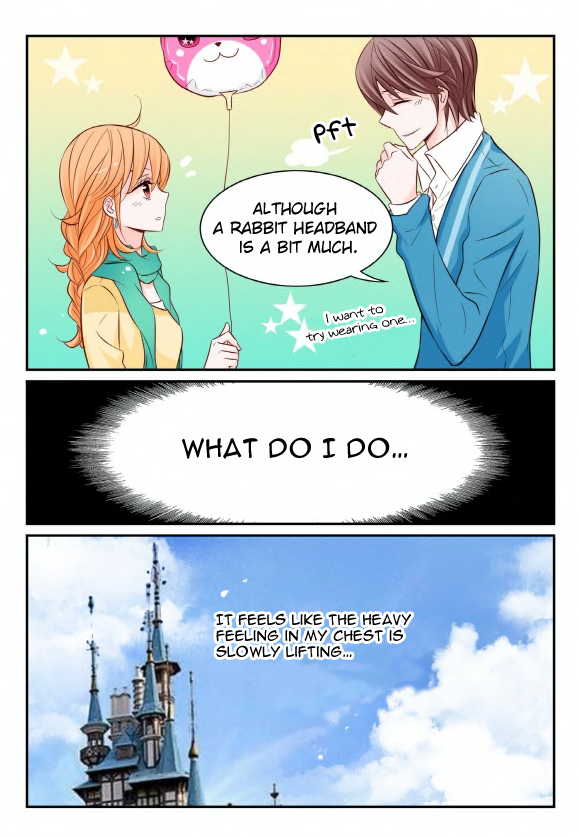 pft
ALTHOUGH
A RABBIT HEADBAND
IS A BIT MUCH.
I want to
try wearing one...
WHAT DO I DO...
IT FEELS LIKE THE HEAVY
FEELING IN MY CHEST IS
SLOWLY LIFTING...